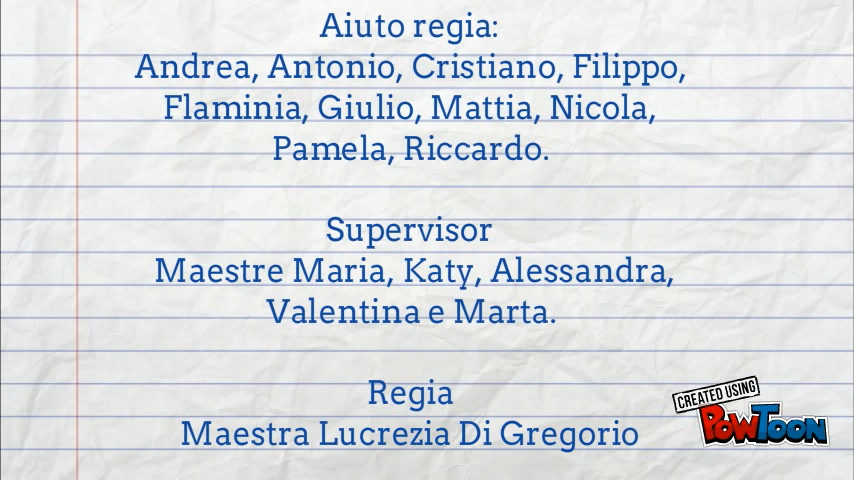 Aiuto regia:
Andrea, Antonio, Cristiano, Filippo,
Flaminia, Giulio, Mattia, Nicola,
Pamela, Riccardo.
Supervisor
Maestre Maria, Katy, Alessandra,
Valentina e Marta.
Regia
Maestra Lucrezia Di Gregorio
CREATED USING
POWTOON